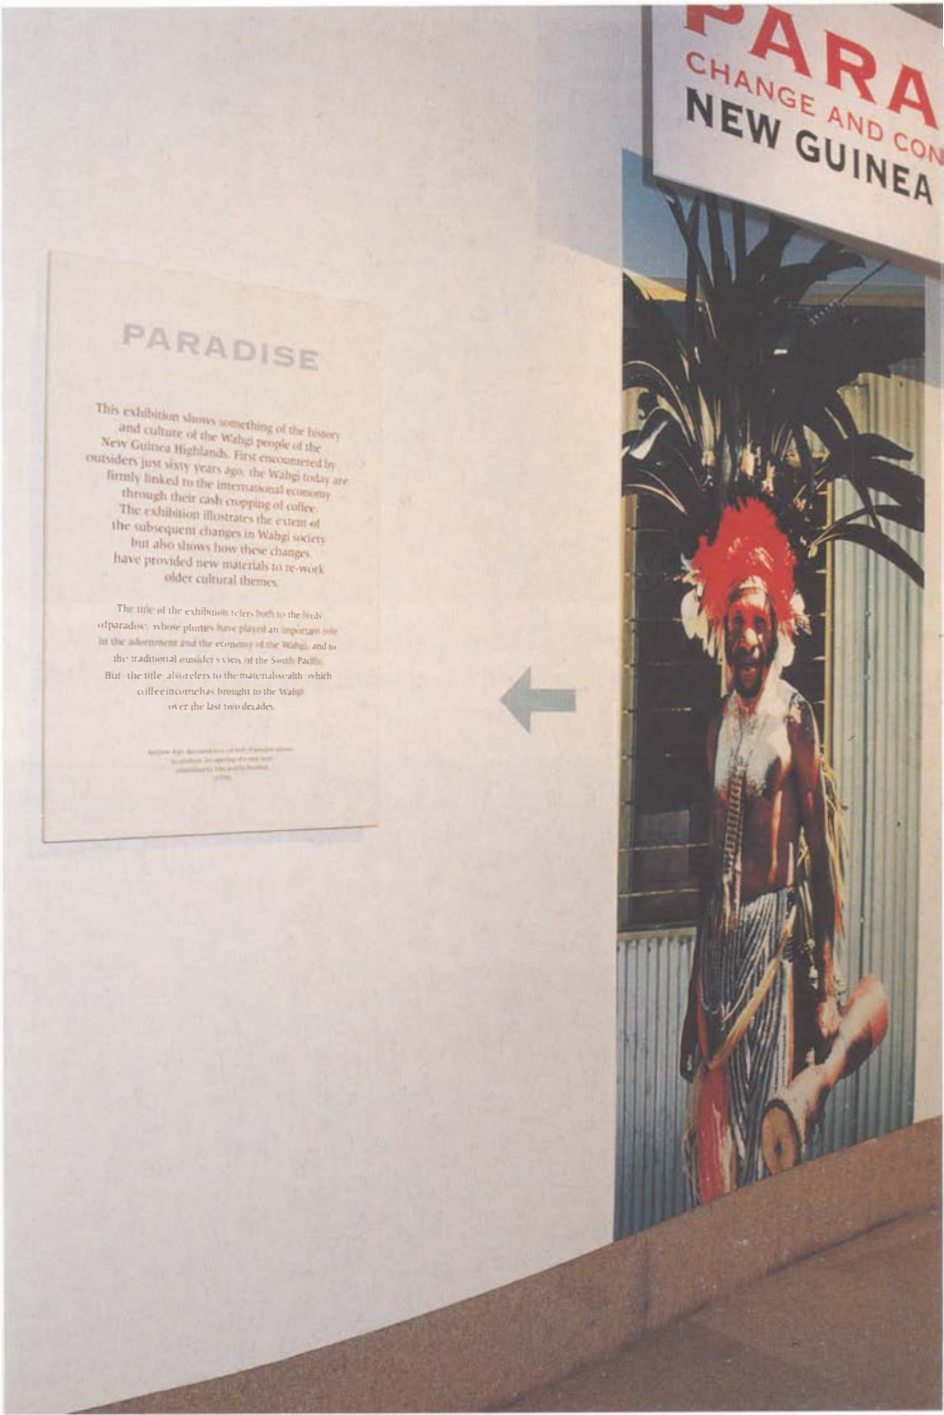 PARADISE
This exhibition shows something of the history
and culture of the Wahgi people of the
New Guinea Highlands. First encountered by
outsiders just sixty years ago, the Wahgi today are
firmly linked to the international economy
through their cash cropping of coffee.
The exhibition illustrates the extent of
the subsequent changes in Wahgi society
but also shows how these changes
have provided new materials to re-work
older cultural themes.
The title of the exhibition refers both to the birds
of paradise, whose plumes have played an important role
in the adornment and the economy of the Wahgi, and to
the traditional outsider's view of the South Pacific.
But the title also refers to the material wealth which
coffee income has brought to the Wahgi
over the last two decades.
PARA
CHANGE AND CON
NEW GUINEA